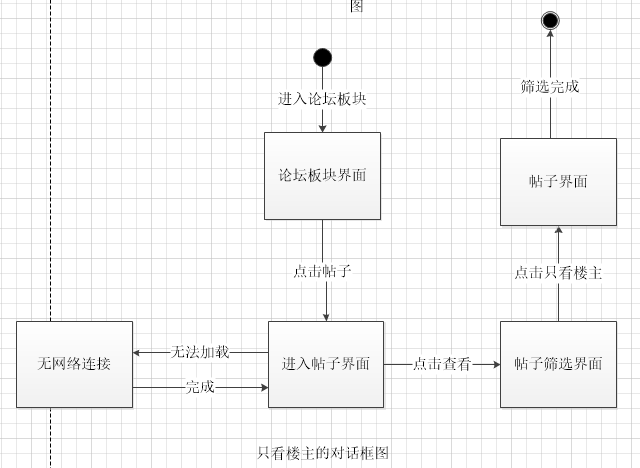 图
筛选完成
进入论坛板块
论坛板块界面
帖子界面
点击帖子
点击只看楼主
无网络连接
无法加载
完成
进入帖子界面
点击查看
帖子筛选界面
只看楼主的对话框图